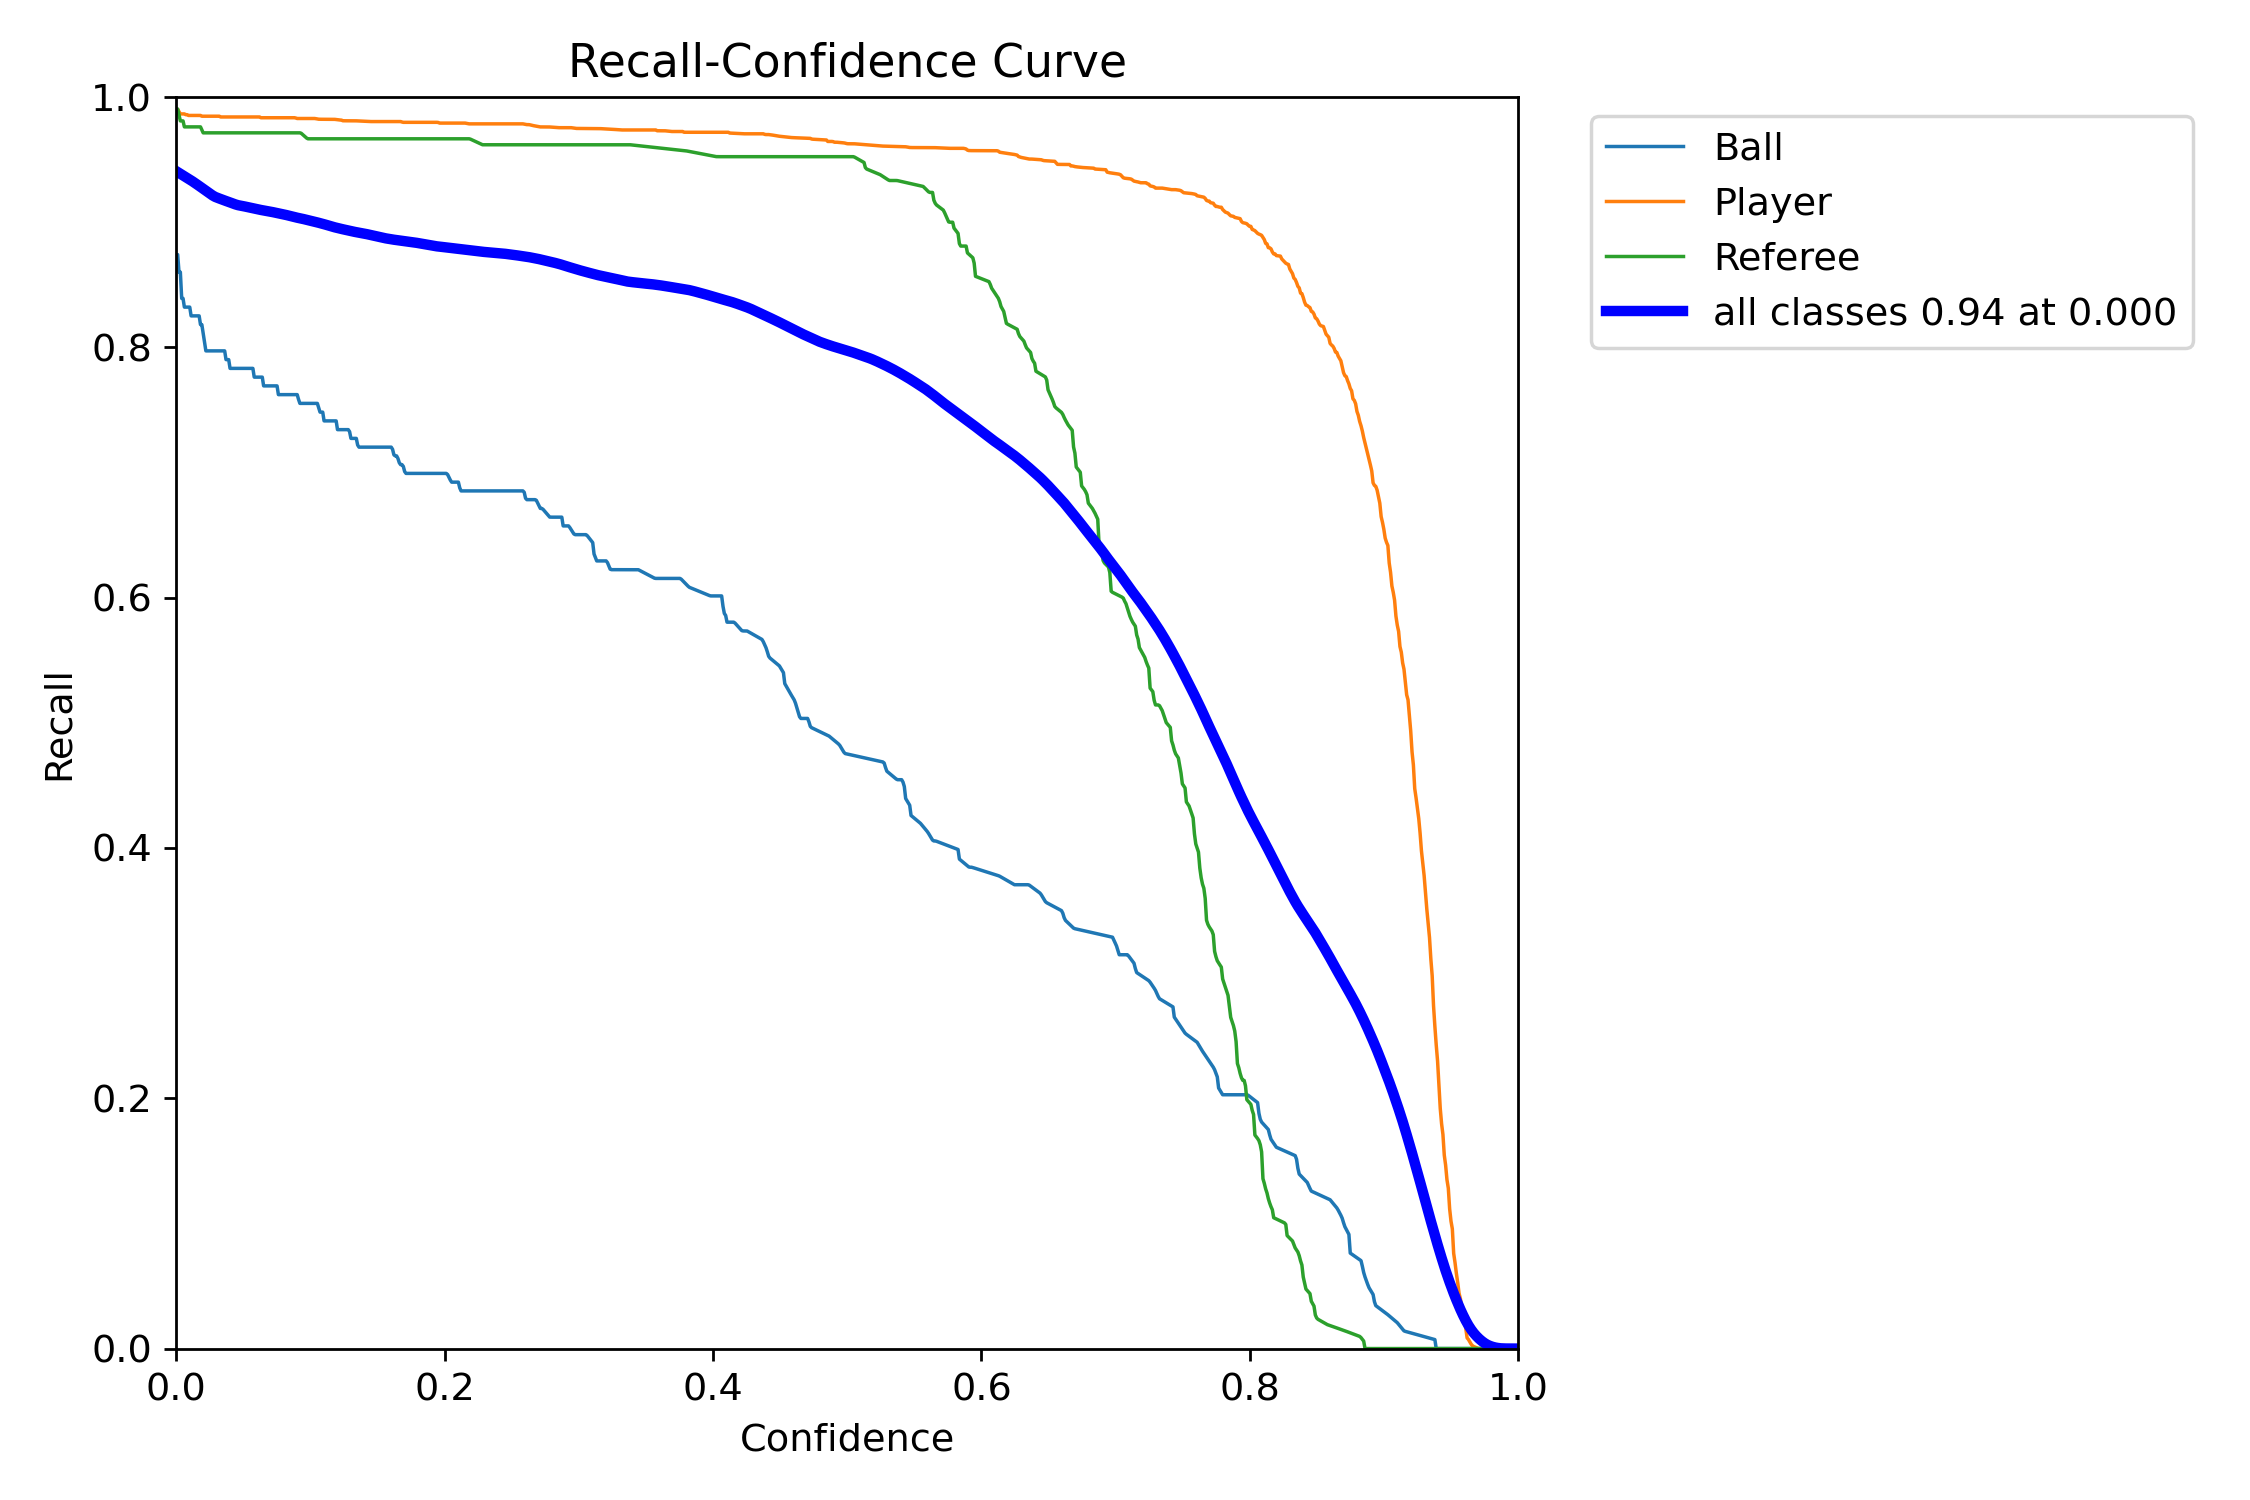 Recall-Confidence Curve
1.0
0.8
0.6
0.4
0.2
0.0
Recall
0.0 0.2 0.4 0.6 0.8 1.0
Confidence
Ball
Player
Referee
all classes 0.94 at 0.000